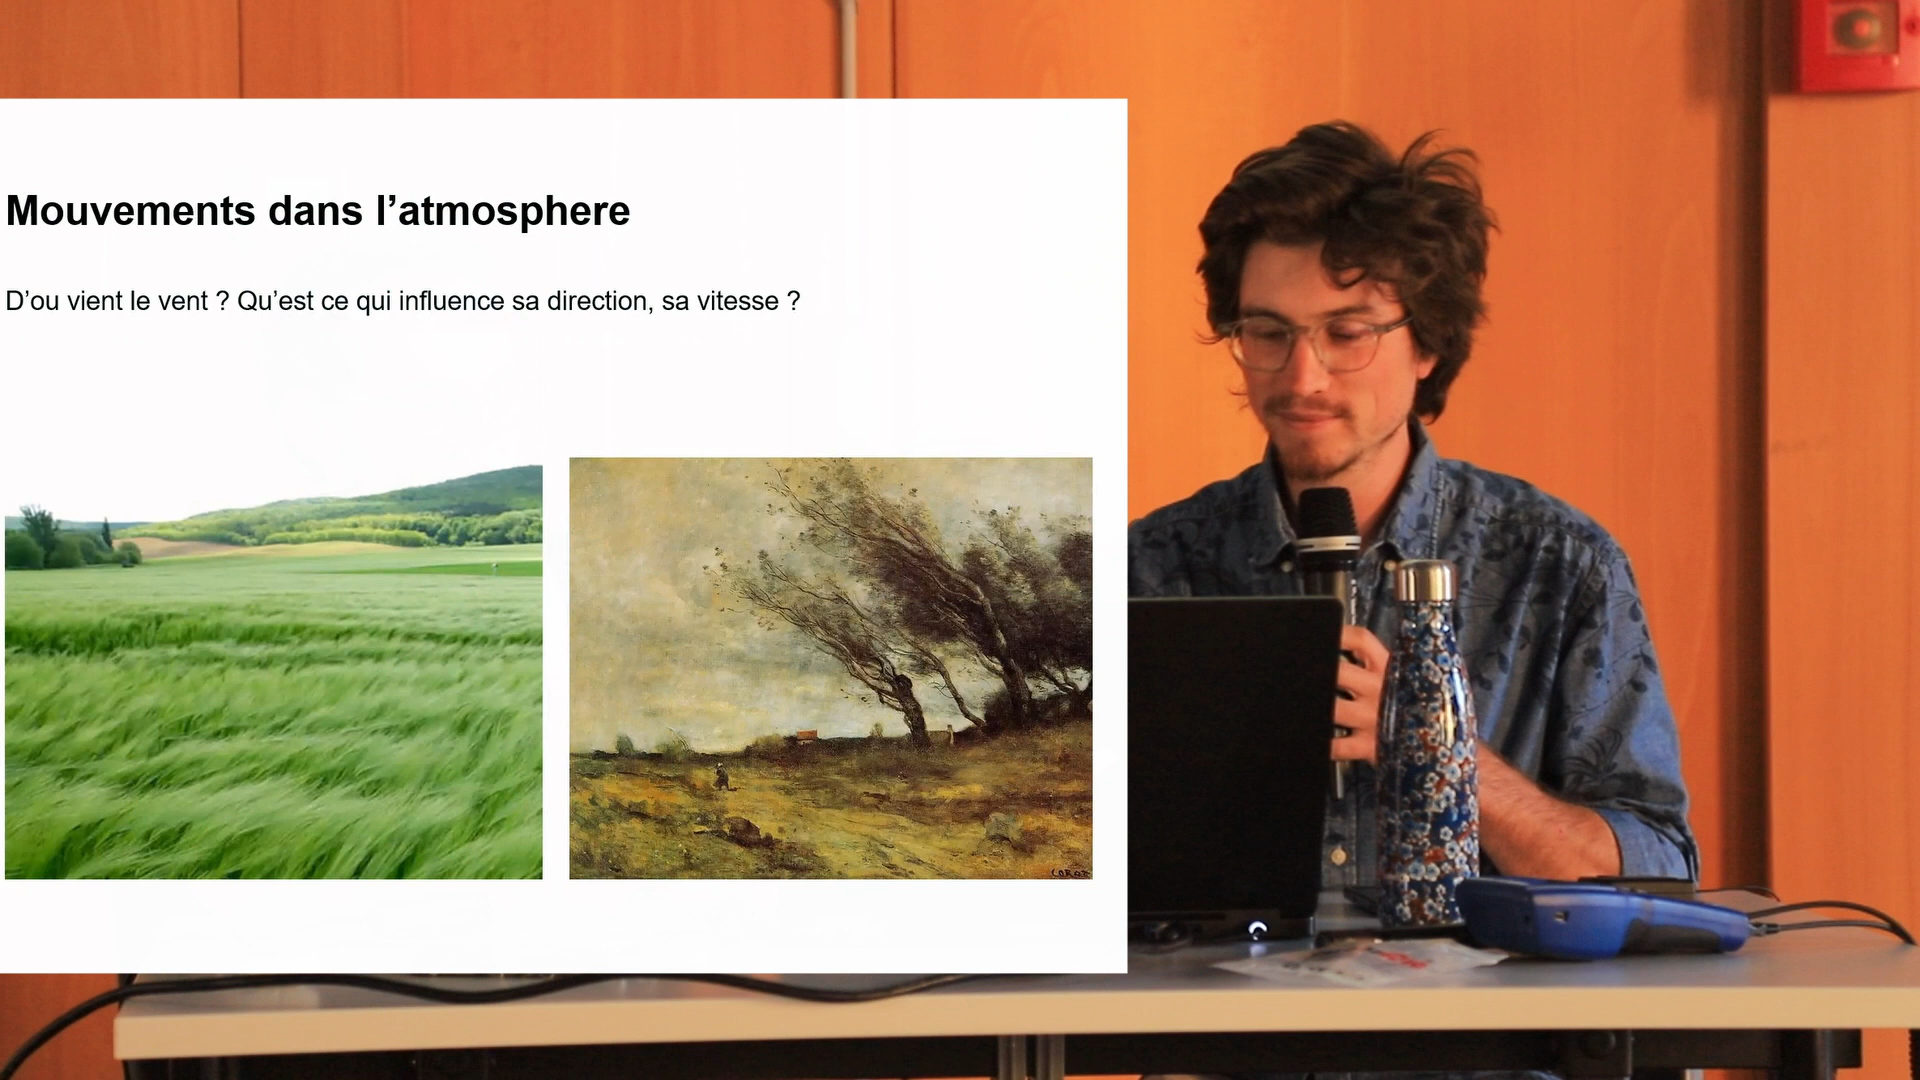 Mouvements dans l’atmosphere
D’ou vient le vent ? Qu’est ce qui influence sa direction, sa vitesse ?
COROT